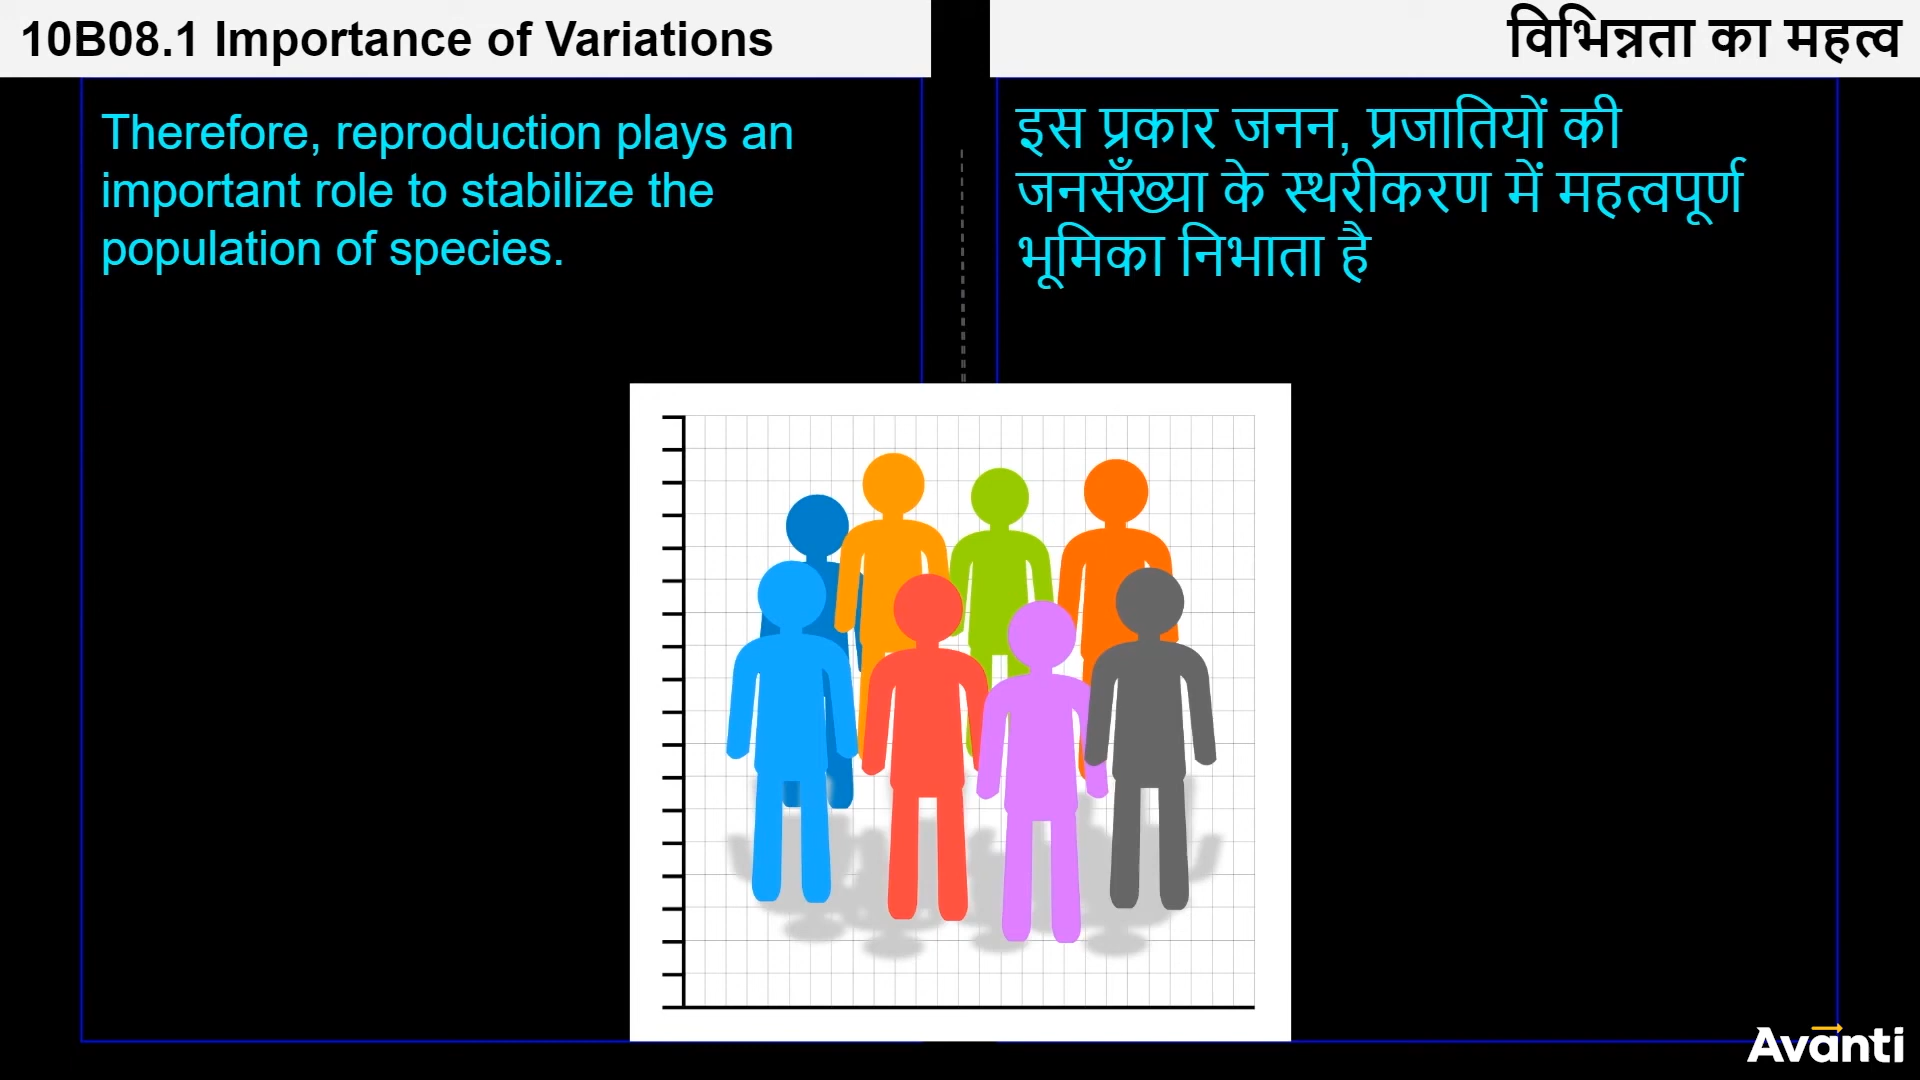 10B08.1 Importance of Variations
विभिन्नता का महत्व
Therefore, reproduction plays an
important role to stabilize the
population of species.
इस प्रकार जनन, प्रजातियों की
जनसँख्या के स्थरीकरण में महत्वपूर्ण
भूमिका निभाता है
Avanti